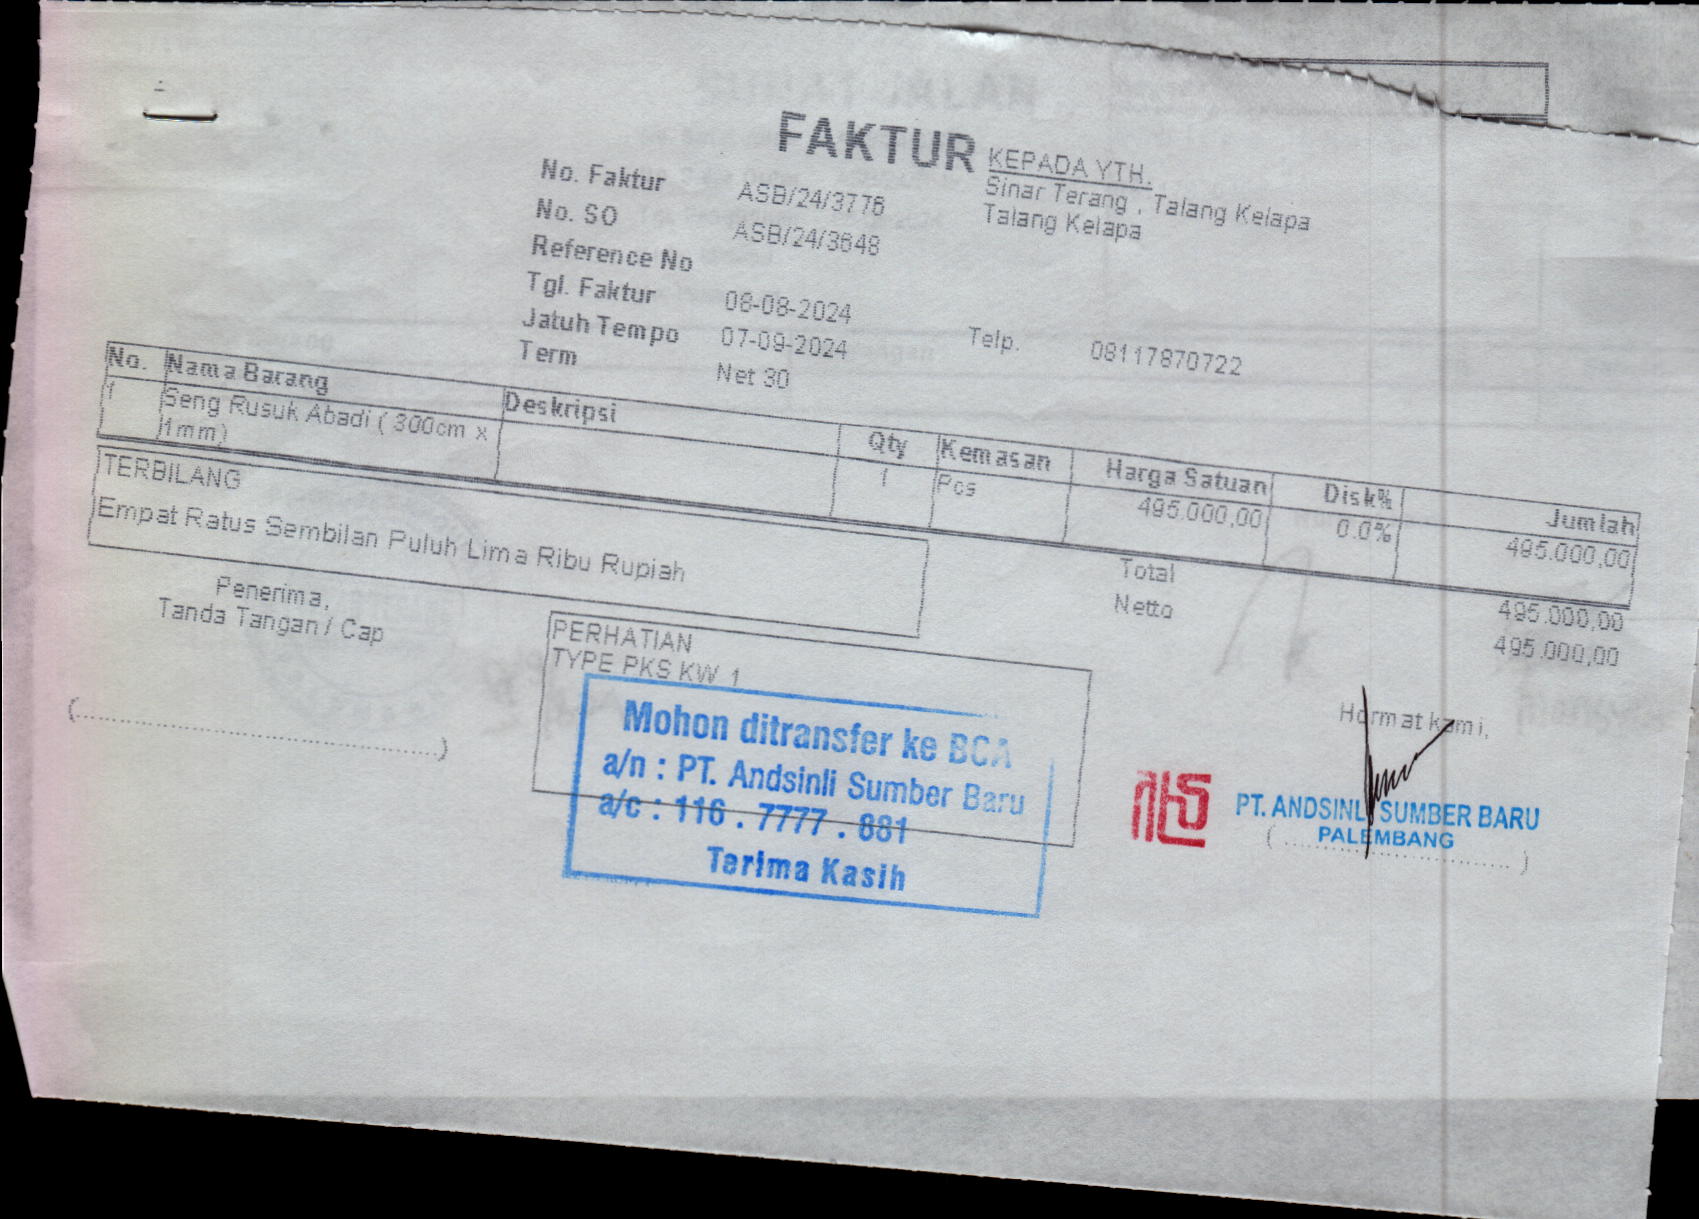 FAKTUR
No. Faktur ASB/24/3776
No. SO ASB/24/3648
Reference No
Tgl. Faktur 08-08-2024
Jatuh Tempo 07-09-2024
Term Net 30
KEPADA YTH.
Sinar Terang , Talang Kelapa
Talang Kelapa
Telp. 08117870722
No. Nama Barang Deskripsi Qty Kemasan Harga Satuan Disk% Jumlah
1 Seng Rusuk Abadi ( 300cm x 1 Pcs 495.000,00 0.0% 495.000,00
1mm)
TERBILANG
Empat Ratus Sembilan Puluh Lima Ribu Rupiah
Total 495.000,00
Netto 495.000,00
Penerima,
Tanda Tangan / Cap
(........................................................)
PERHATIAN
TYPE PKS KW 1
Mohon ditransfer ke BCA
a/n : PT. Andsinli Sumber Baru
a/c : 116 . 7777 . 881
Terima Kasih
Hormat kami,
PT. ANDSINLI SUMBER BARU
PALEMBANG
( ................................... )